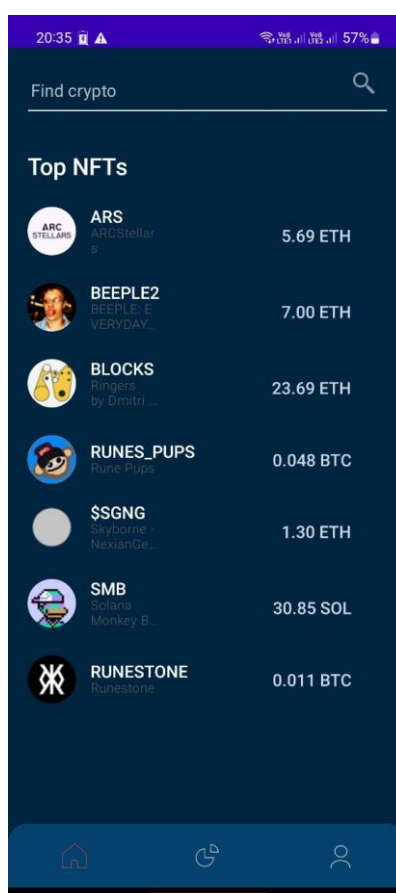 20:35 57%
Find crypto
Top NFTs
ARC
STELLARS
ARS
ARCStellar
s
5.69 ETH
BEEPLE2
BEEPLE: E
VERYDAY...
7.00 ETH
BLOCKS
Ringers
by Dmitri ...
23.69 ETH
RUNES_PUPS
Rune Pups
0.048 BTC
$SGNG
Skyborne -
NexianGe...
1.30 ETH
SMB
Solana
Monkey B...
30.85 SOL
RUNESTONE
Runestone
0.011 BTC